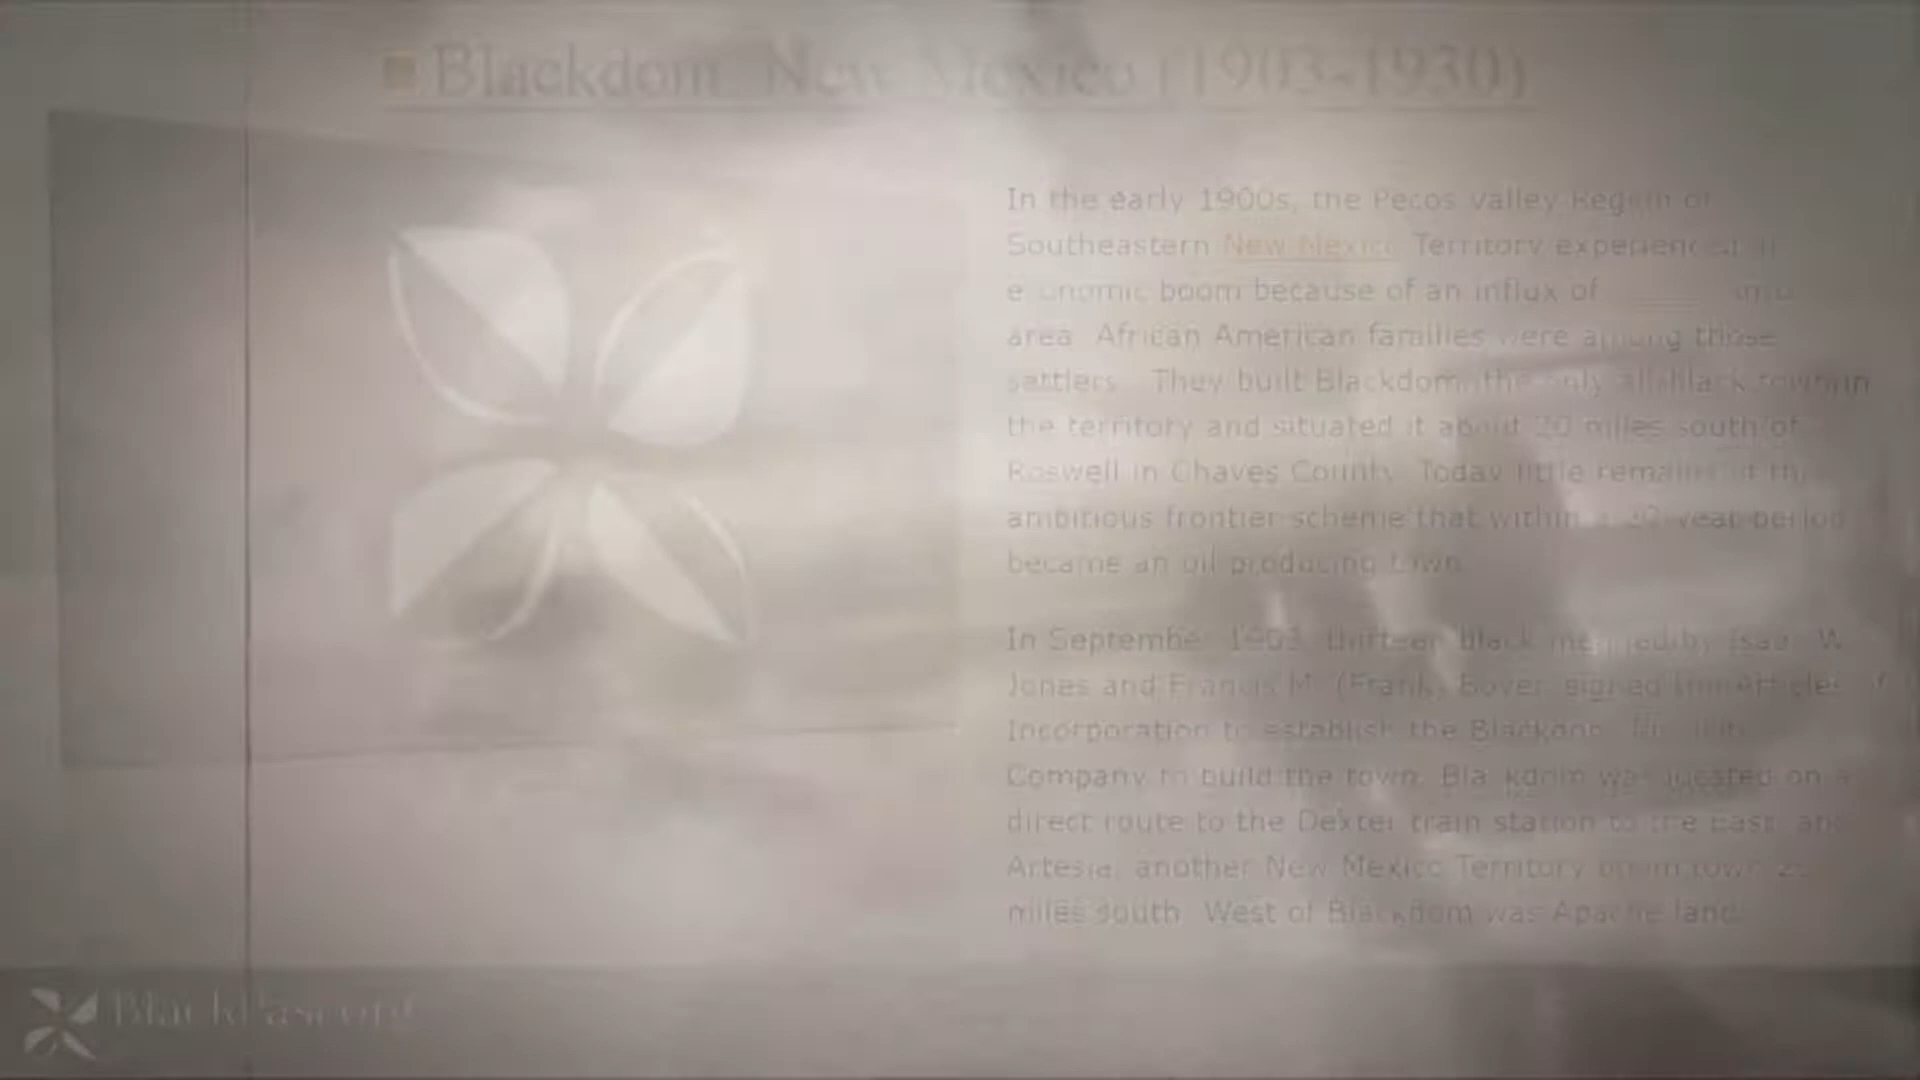 Blackdom New Mexico (1903-1930)
In the early 1900s, the Pecos valley Regein of
Southeastern New Mexico Territory experienced
boom because of an influx of
area African American families were among those
settlers They built Blackdom the only all-black town in
the territory and situated it about 20 miles south of
Roswell in Chaves County Today little remains
ambitious frontier scheme that within year period
became an oil producing town
In September 1903 thirteen black men led by Isaac W
Jones and Francis M. (Frank) Boyer signed the Articles of
Incorporation to establish the Blackdom
Company to build the town Blackdom was located on a
direct route to the Dexter train station to the east and
Artesia, another New Mexico Territory boom town
miles south West of Blackdom was Apache land
BlackPast.org